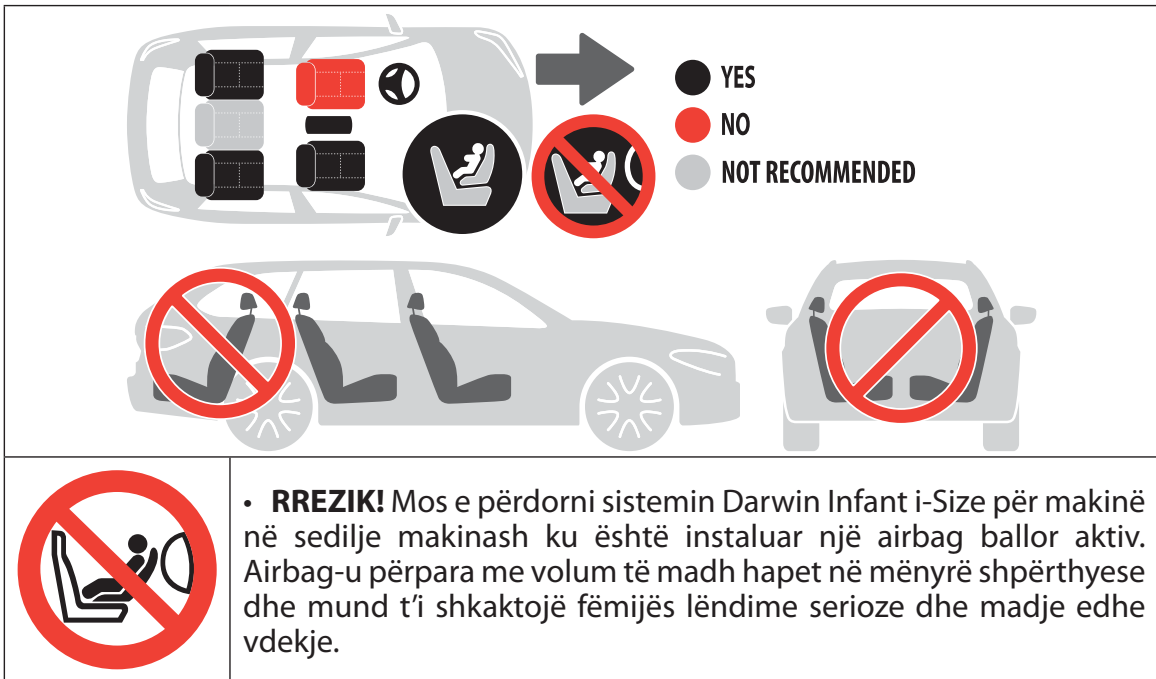 YES
NO
NOT RECOMMENDED
• RREZIK! Mos e përdorni sistemin Darwin Infant i-Size për makinë
në sedilje makinash ku është instaluar një airbag ballor aktiv.
Airbag-u përpara me volum të madh hapet në mënyrë shpërthyese
dhe mund t'i shkaktojë fëmijës lëndime serioze dhe madje edhe
vdekje.